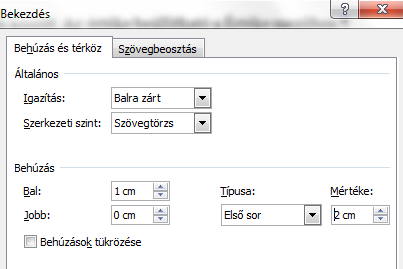 Bekezdés
Behúzás és térköz Szövegbeosztás
Általános
Igazítás: Balra zárt
Szerkezeti szint: Szövegtörzs
Behúzás
Bal: 1 cm Típusa: Mértéke:
Jobb: 0 cm Első sor 2 cm
Behúzások tükrözése